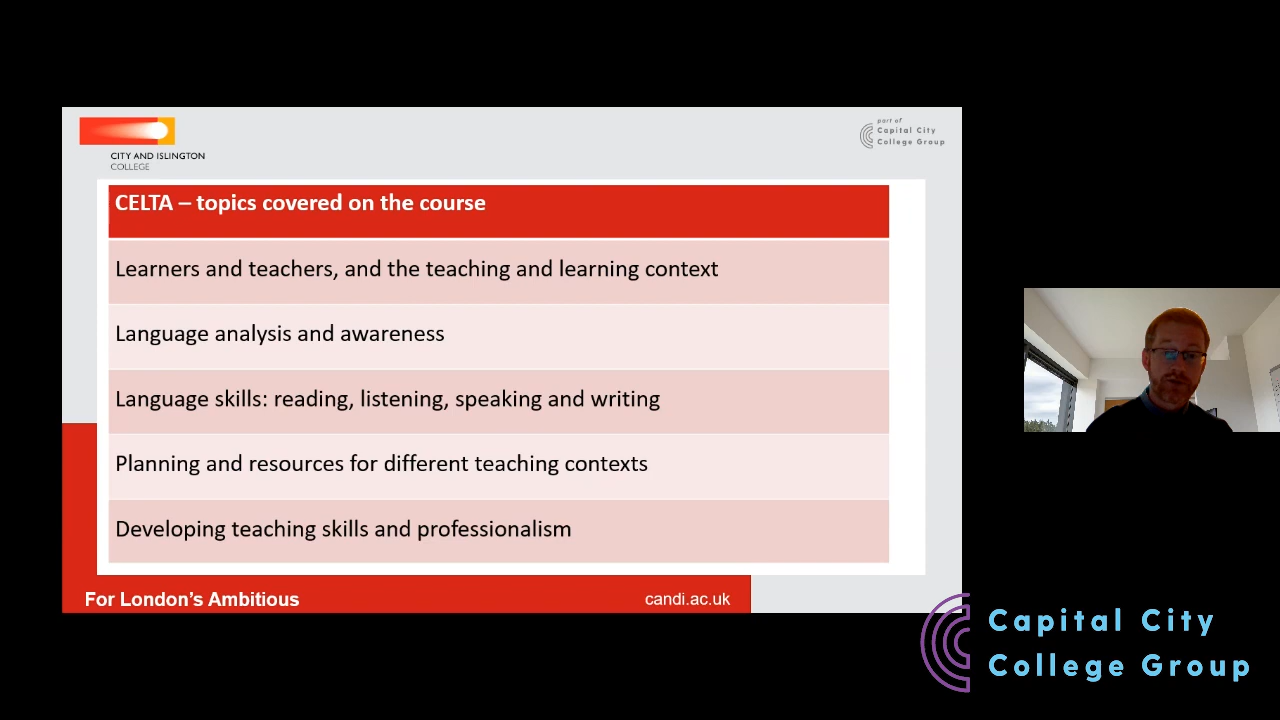 CITY AND ISLINGTON
COLLEGE
part of
Capital City
College Group
CELTA – topics covered on the course
Learners and teachers, and the teaching and learning context
Language analysis and awareness
Language skills: reading, listening, speaking and writing
Planning and resources for different teaching contexts
Developing teaching skills and professionalism
For London’s Ambitious
candi.ac.uk
Capital City
College Group